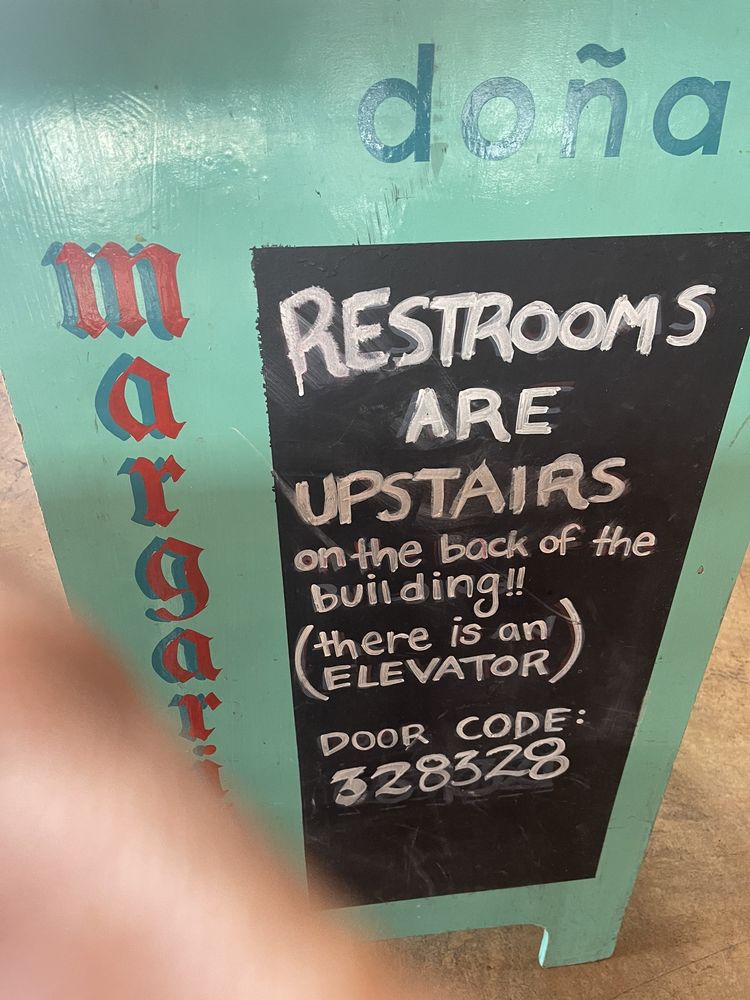 doña
margari
RESTROOMS
ARE
UPSTAIRS
on the back of the
building!!
(there is an
ELEVATOR)
DOOR CODE:
328328